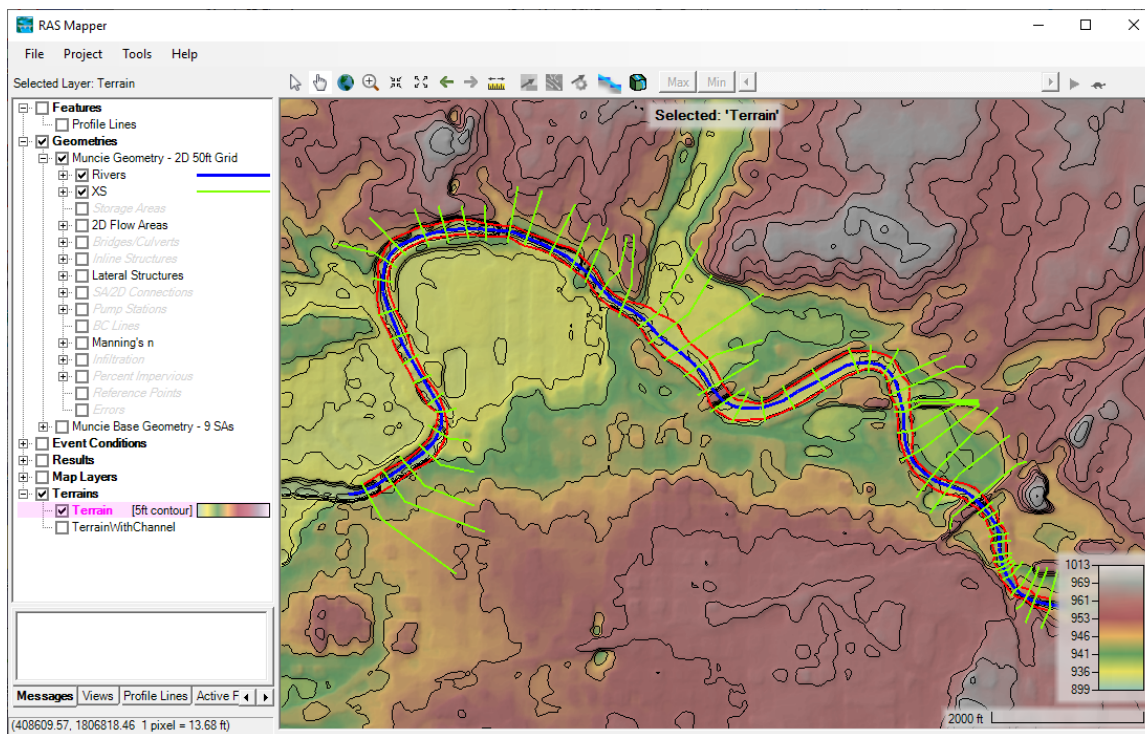 RAS Mapper
File Project Tools Help
Selected Layer: Terrain
Max Min
Features
Profile Lines
Geometries
Muncie Geometry - 2D 50ft Grid
Rivers
XS
Storage Areas
2D Flow Areas
Bridges/Culverts
Inline Structures
Lateral Structures
SA/2D Connections
Pump Stations
BC Lines
Manning's n
Infiltration
Percent Impervious
Reference Points
Errors
Muncie Base Geometry - 9 SAs
Event Conditions
Results
Map Layers
Terrains
Terrain [5ft contour]
TerrainWithChannel
Selected: 'Terrain'
1013
969
961
953
946
941
936
899
2000 ft
Messages Views Profile Lines Active F
(408609.57, 1806818.46 1 pixel = 13.68 ft)